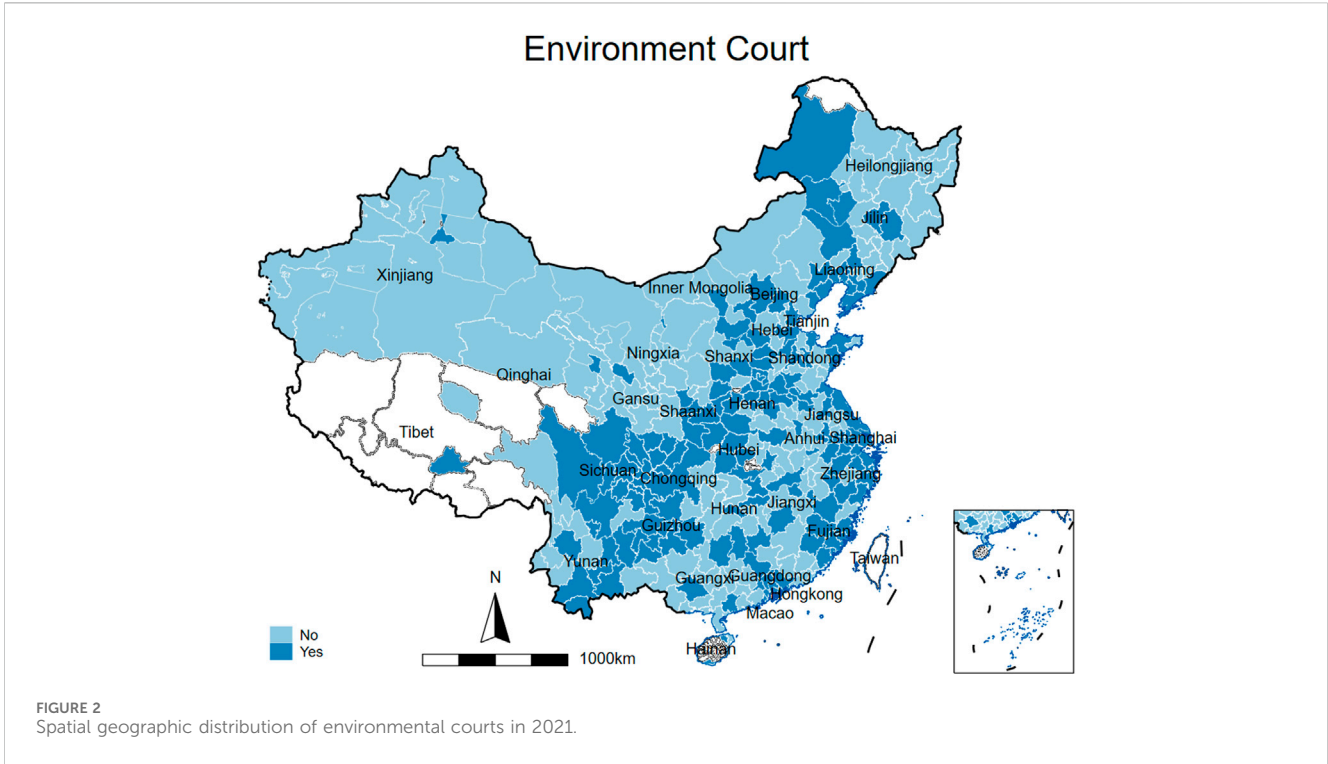 Environment Court
Heilongjiang
Jilin
Xinjiang
Liaoning
Inner Mongolia
Beijing
Tianjin
Hebei
Ningxia
Shanxi
Shandong
Qinghai
Gansu
Shaanxi
Henan
Jiangsu
Tibet
Anhui
Shanghai
Hubei
Sichuan
Chongqing
Zhejiang
Hunan
Jiangxi
Guizhou
Fujian
Yunan
Taiwan
Guangxi
Guangdong
Hongkong
Macao
Hainan
N
No
Yes
1000km
FIGURE 2
Spatial geographic distribution of environmental courts in 2021.